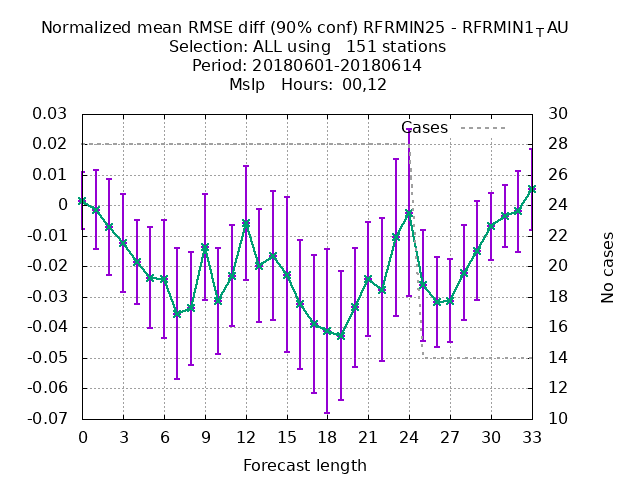 Normalized mean RMSE diff (90% conf) RFRMIN25 - RFRMIN1_TAU
Selection: ALL using   151 stations
Period: 20180601-20180614
Mslp   Hours: 00,12
Cases
0.03
0.02
0.01
0
-0.01
-0.02
-0.03
-0.04
-0.05
-0.06
-0.07
30
28
26
24
22
20
18
16
14
12
10
No cases
0 3 6 9 12 15 18 21 24 27 30 33
Forecast length